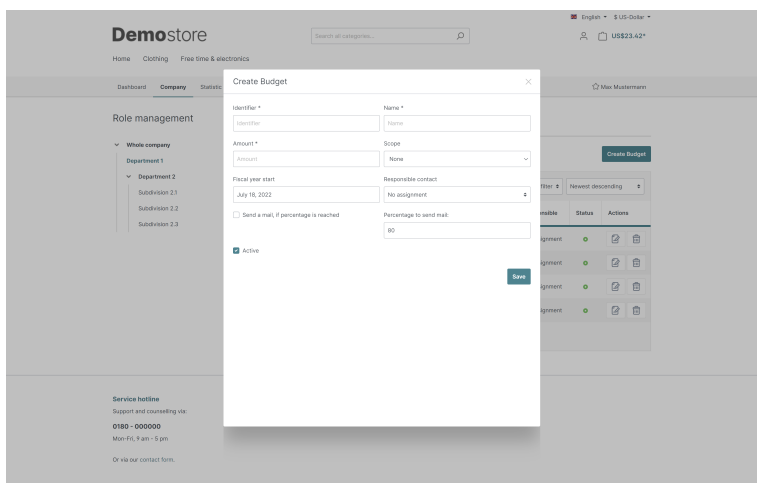 English $ US-Dollar
Demostore
Search all categories...
US$23.42*
Home Clothing Free time & electronics
Dashboard Company Statistic
Max Mustermann
Create Budget
Role management
Whole company
Department 1
Department 2
Subdivision 2.1
Subdivision 2.2
Subdivision 2.3
Identifier * Name *
Identifier Name
Amount * Scope
Amount None
Fiscal year start Responsible contact
July 18, 2022 No assignment
Send a mail, if percentage is reached Percentage to send mail:
80
Active
Save
Create Budget
filter Newest descending
Status Actions
Service hotline
Support and counselling via:
0180 - 000000
Mon-Fri, 9 am - 5 pm
Or via our contact form.